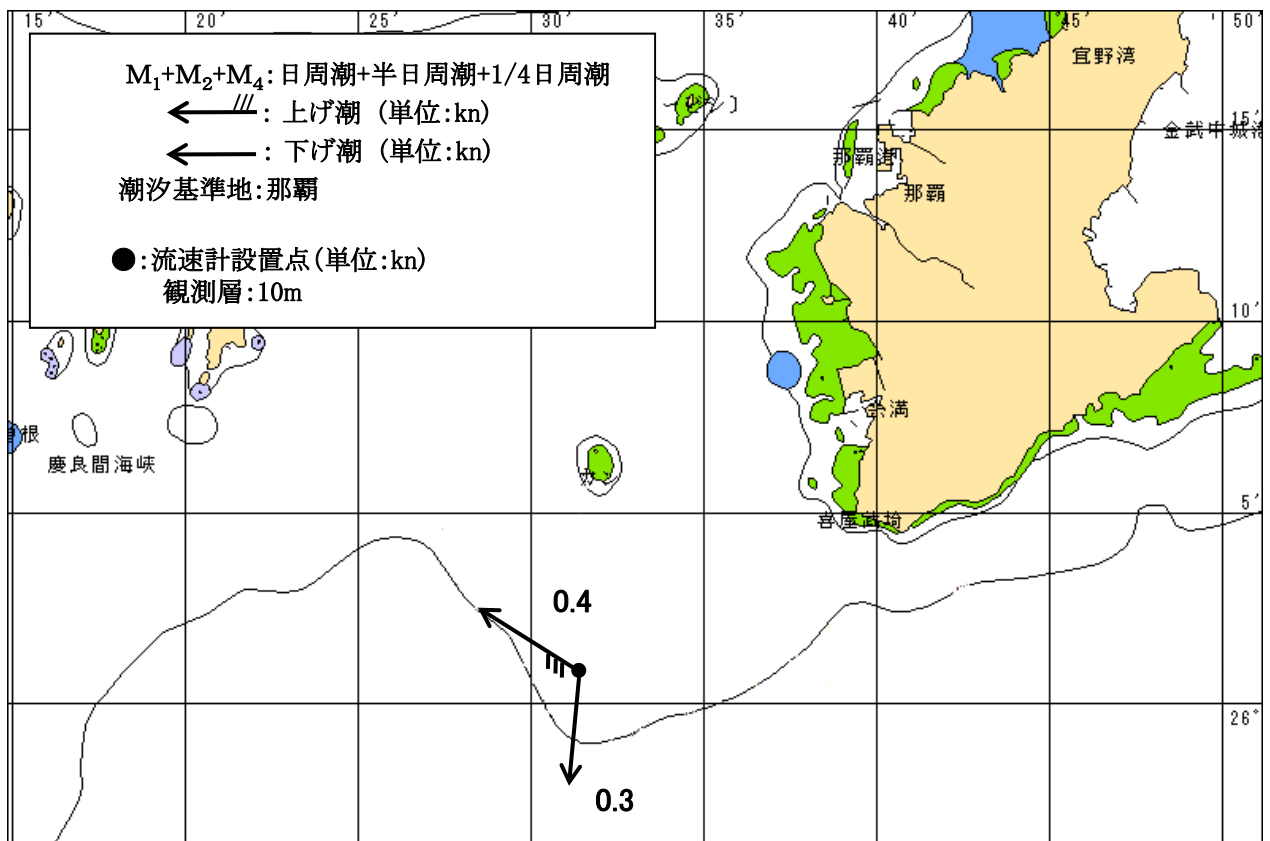 15'
20'
25'
30'
35'
40'
45'
50'
M₁+M₂+M₄:日周潮+半日周潮+1/4日周潮
: 上げ潮 (単位:kn)
: 下げ潮 (単位:kn)
潮汐基準地:那覇
●:流速計設置点(単位:kn)
観測層:10m
宜野湾
15'
金武中城港
那覇港
那覇
10'
糸満
根
慶良間海峡
5'
喜屋武埼
0.4
26°
0.3